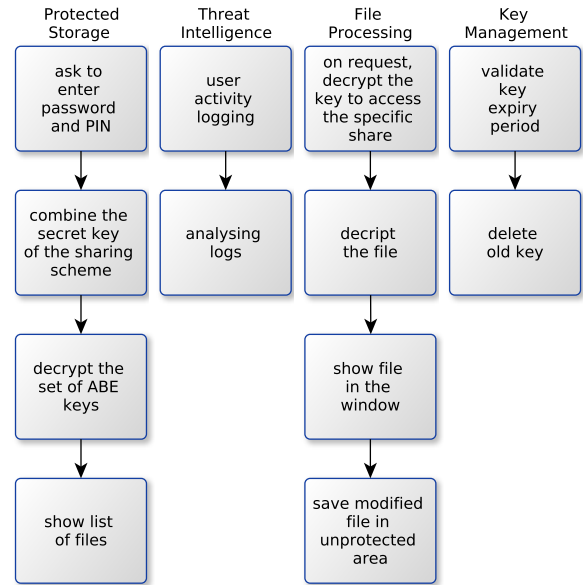 Protected
Storage
ask to
enter
password
and PIN
combine the
secret key
of the sharing
scheme
decrypt the
set of ABE
keys
show list
of files
Threat
Intelligence
user
activity
logging
analysing
logs
File
Processing
on request,
decrypt the
key to access
the specific
share
decript
the file
show file
in the
window
save modified
file in
unprotected
area
Key
Management
validate
key
expiry
period
delete
old key